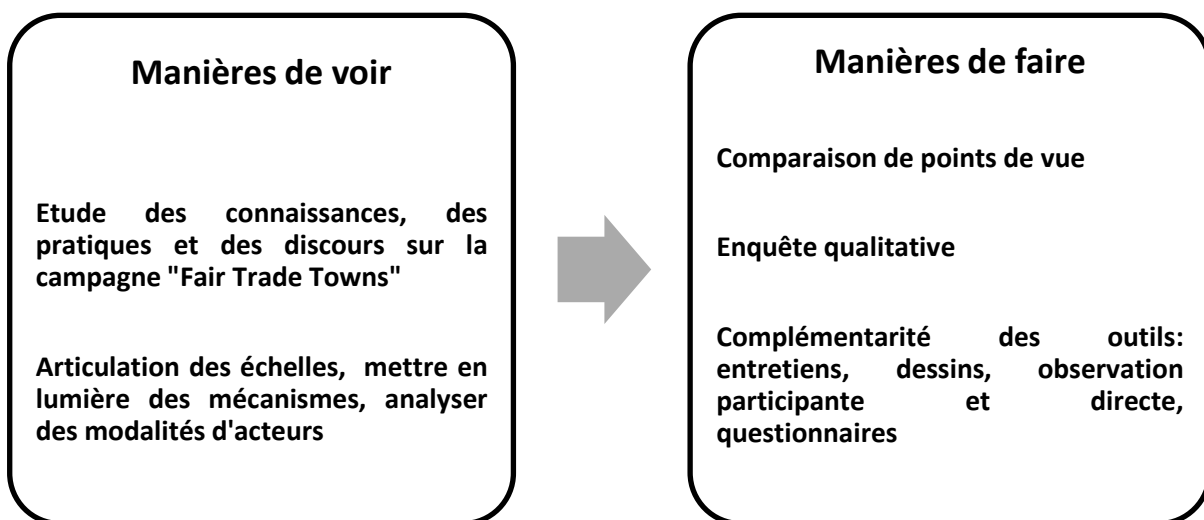 Manières de voir
Etude des connaissances, des
pratiques et des discours sur la
campagne "Fair Trade Towns"
Articulation des échelles, mettre en
lumière des mécanismes, analyser
des modalités d'acteurs
Manières de faire
Comparaison de points de vue
Enquête qualitative
Complémentarité des outils:
entretiens, dessins, observation
participante et directe,
questionnaires